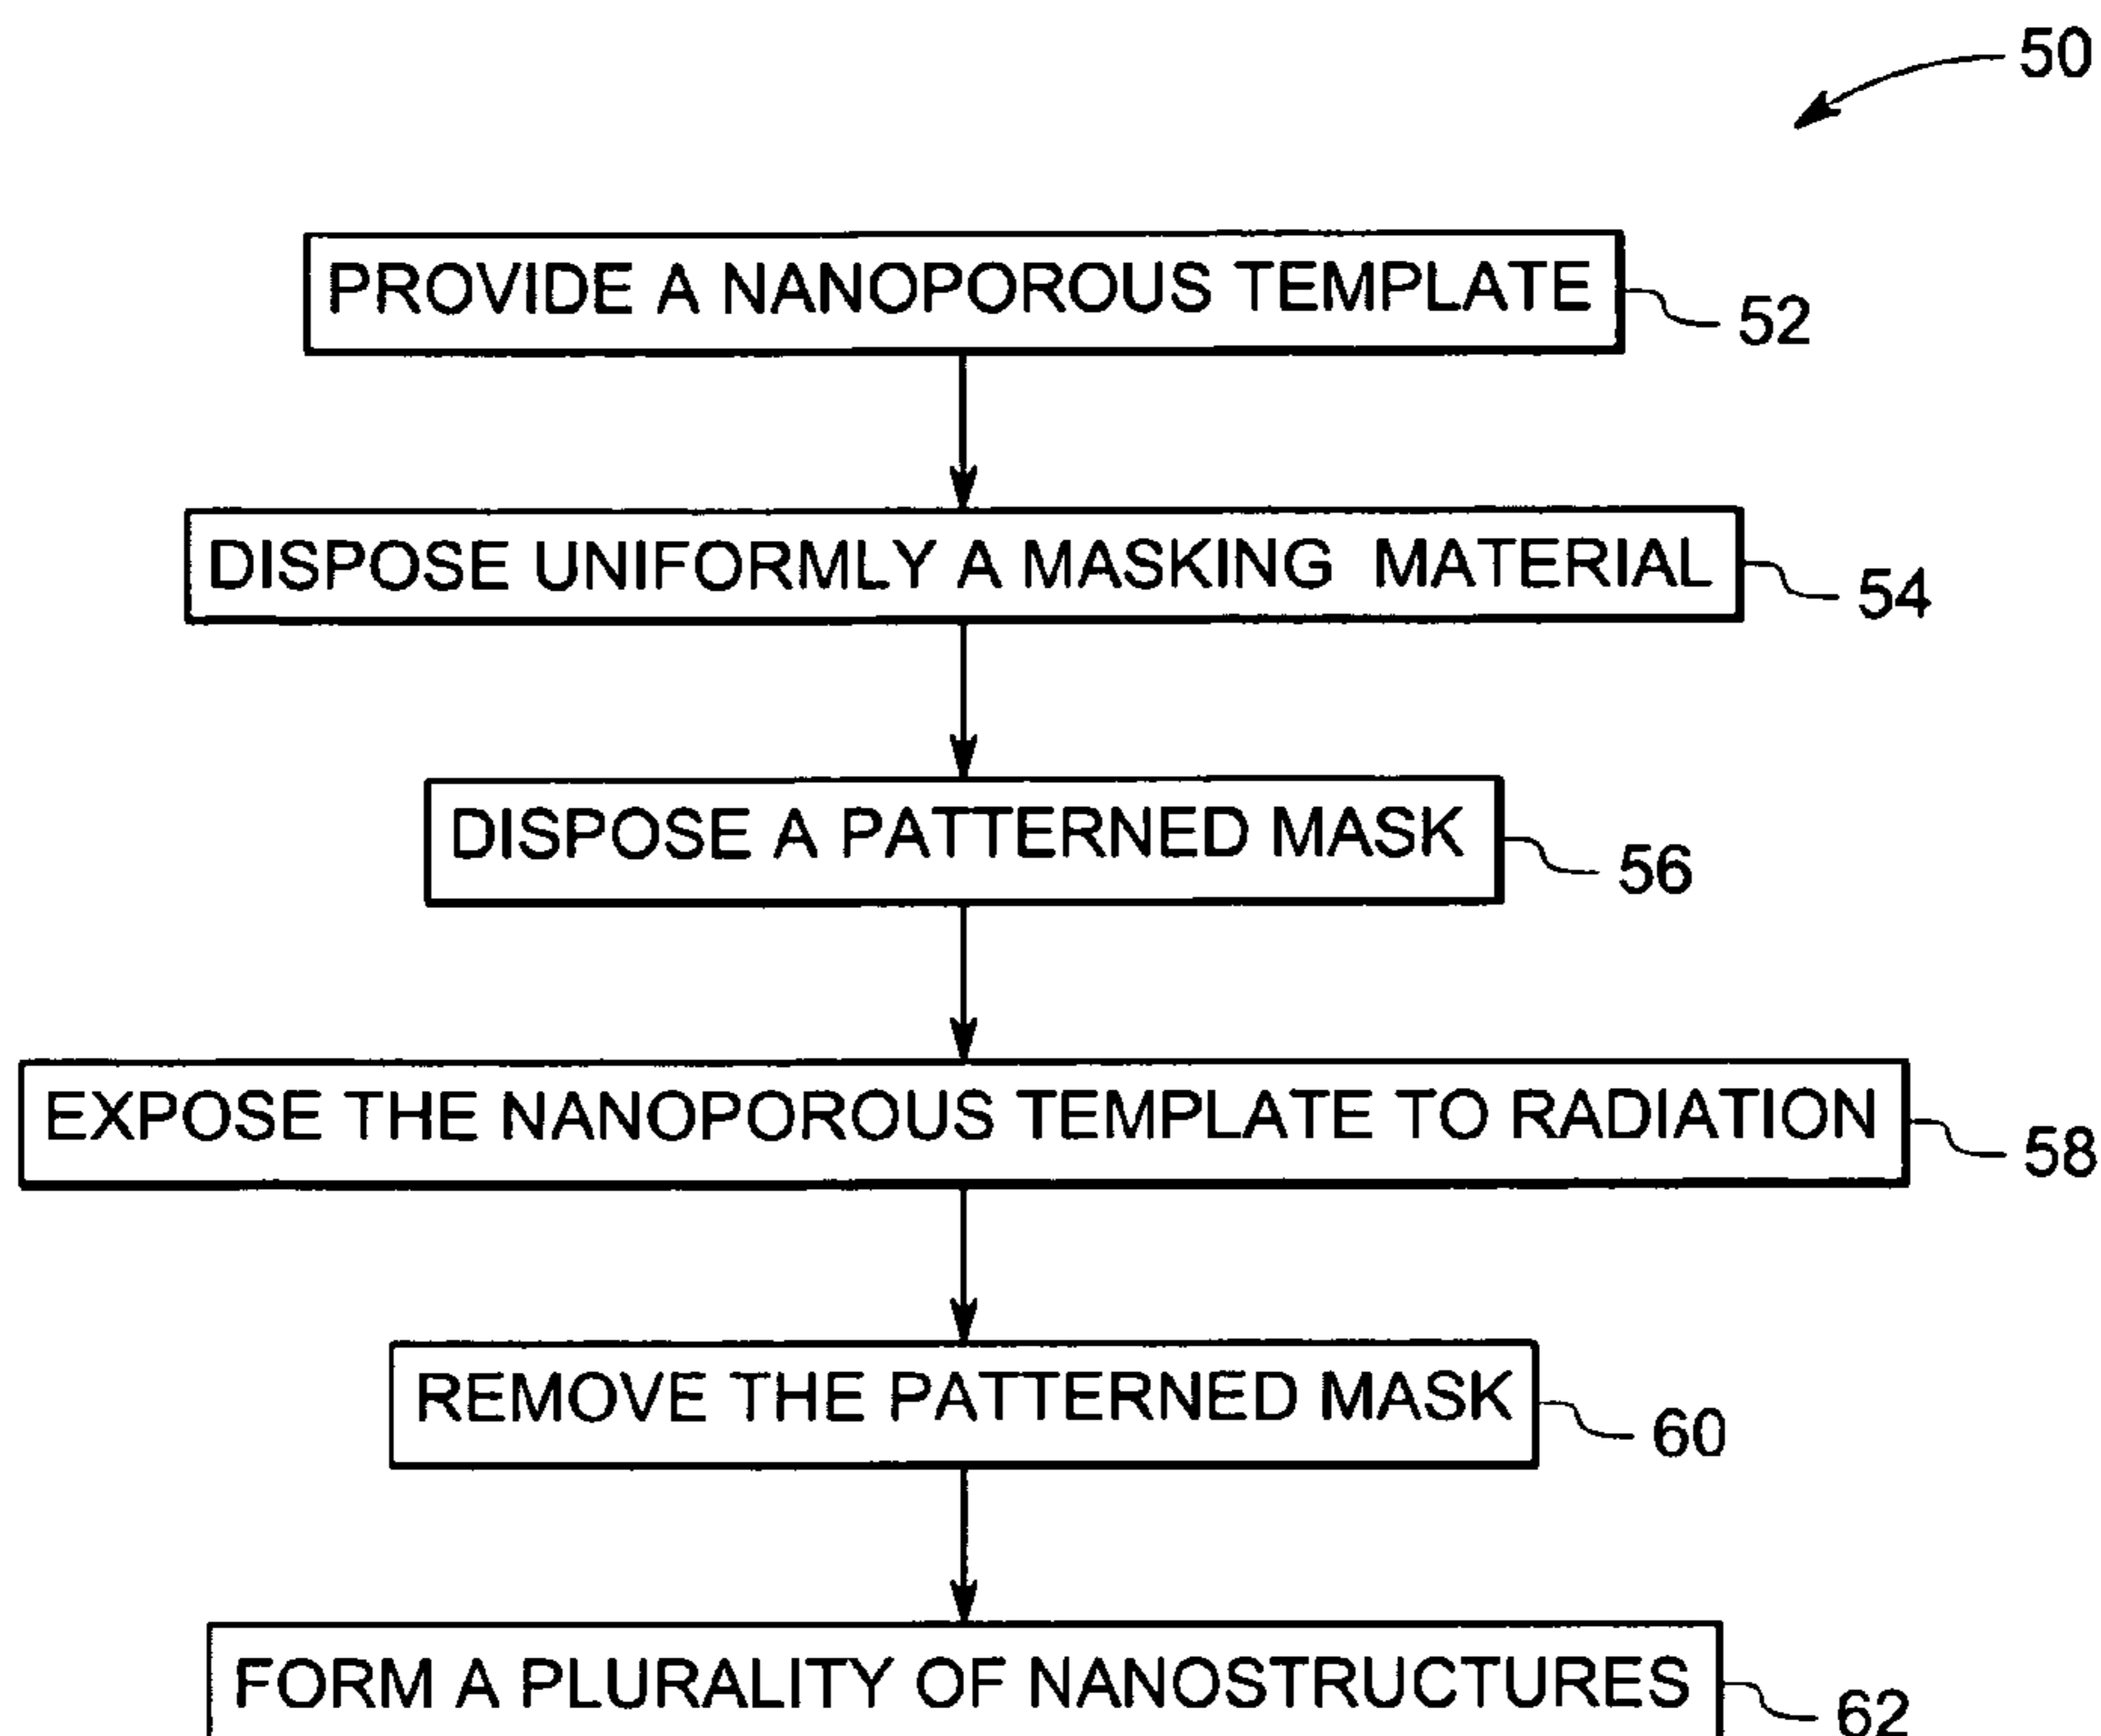 50
PROVIDE A NANOPOROUS TEMPLATE
52
DISPOSE UNIFORMLY A MASKING MATERIAL
54
DISPOSE A PATTERNED MASK
56
EXPOSE THE NANOPOROUS TEMPLATE TO RADIATION
58
REMOVE THE PATTERNED MASK
60
FORM A PLURALITY OF NANOSTRUCTURES
62